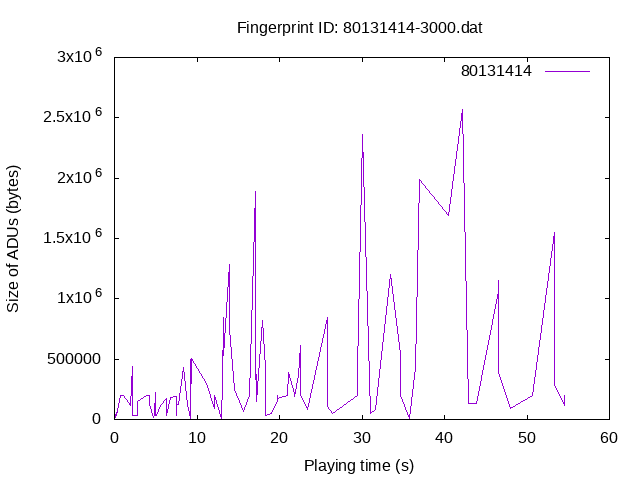 Fingerprint ID: 80131414-3000.dat
3x10^6
80131414
2.5x10^6
2x10^6
1.5x10^6
1x10^6
500000
0
Size of ADUs (bytes)
0 10 20 30 40 50 60
Playing time (s)